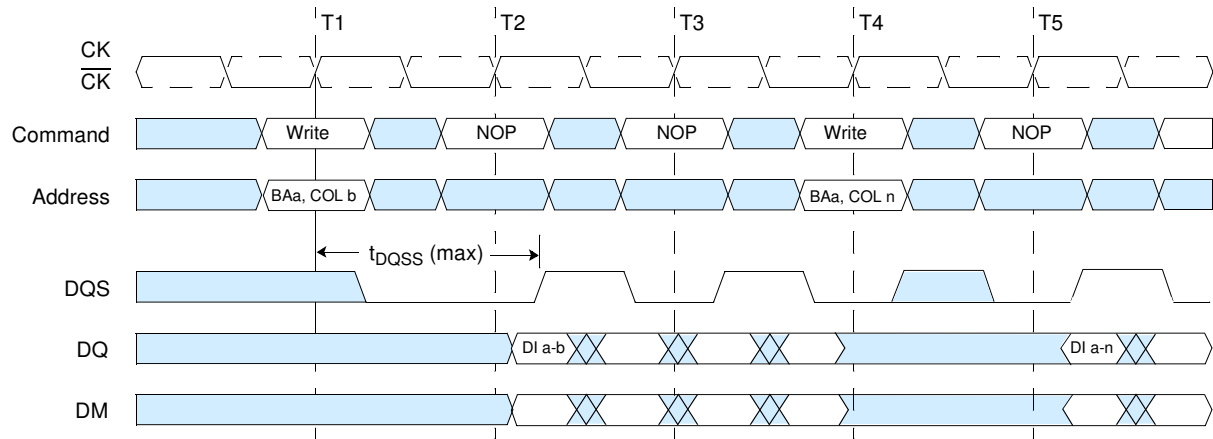 T1 T2 T3 T4 T5
CK
CK
Command Write NOP NOP Write NOP
Address BAa, COL b BAa, COL n
tDQSS (max)
DQS
DQ DI a-b DI a-n
DM